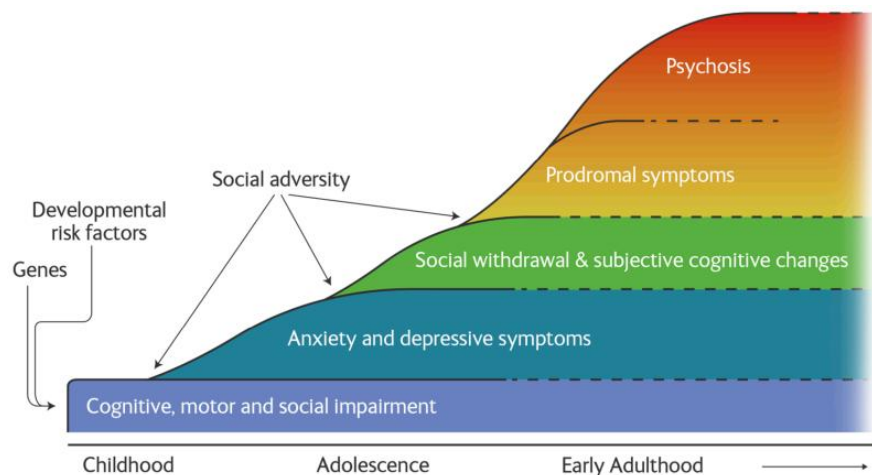 Psychosis
Prodromal symptoms
Social adversity
Developmental
risk factors
Genes
Social withdrawal & subjective cognitive changes
Anxiety and depressive symptoms
Cognitive, motor and social impairment
Childhood
Adolescence
Early Adulthood